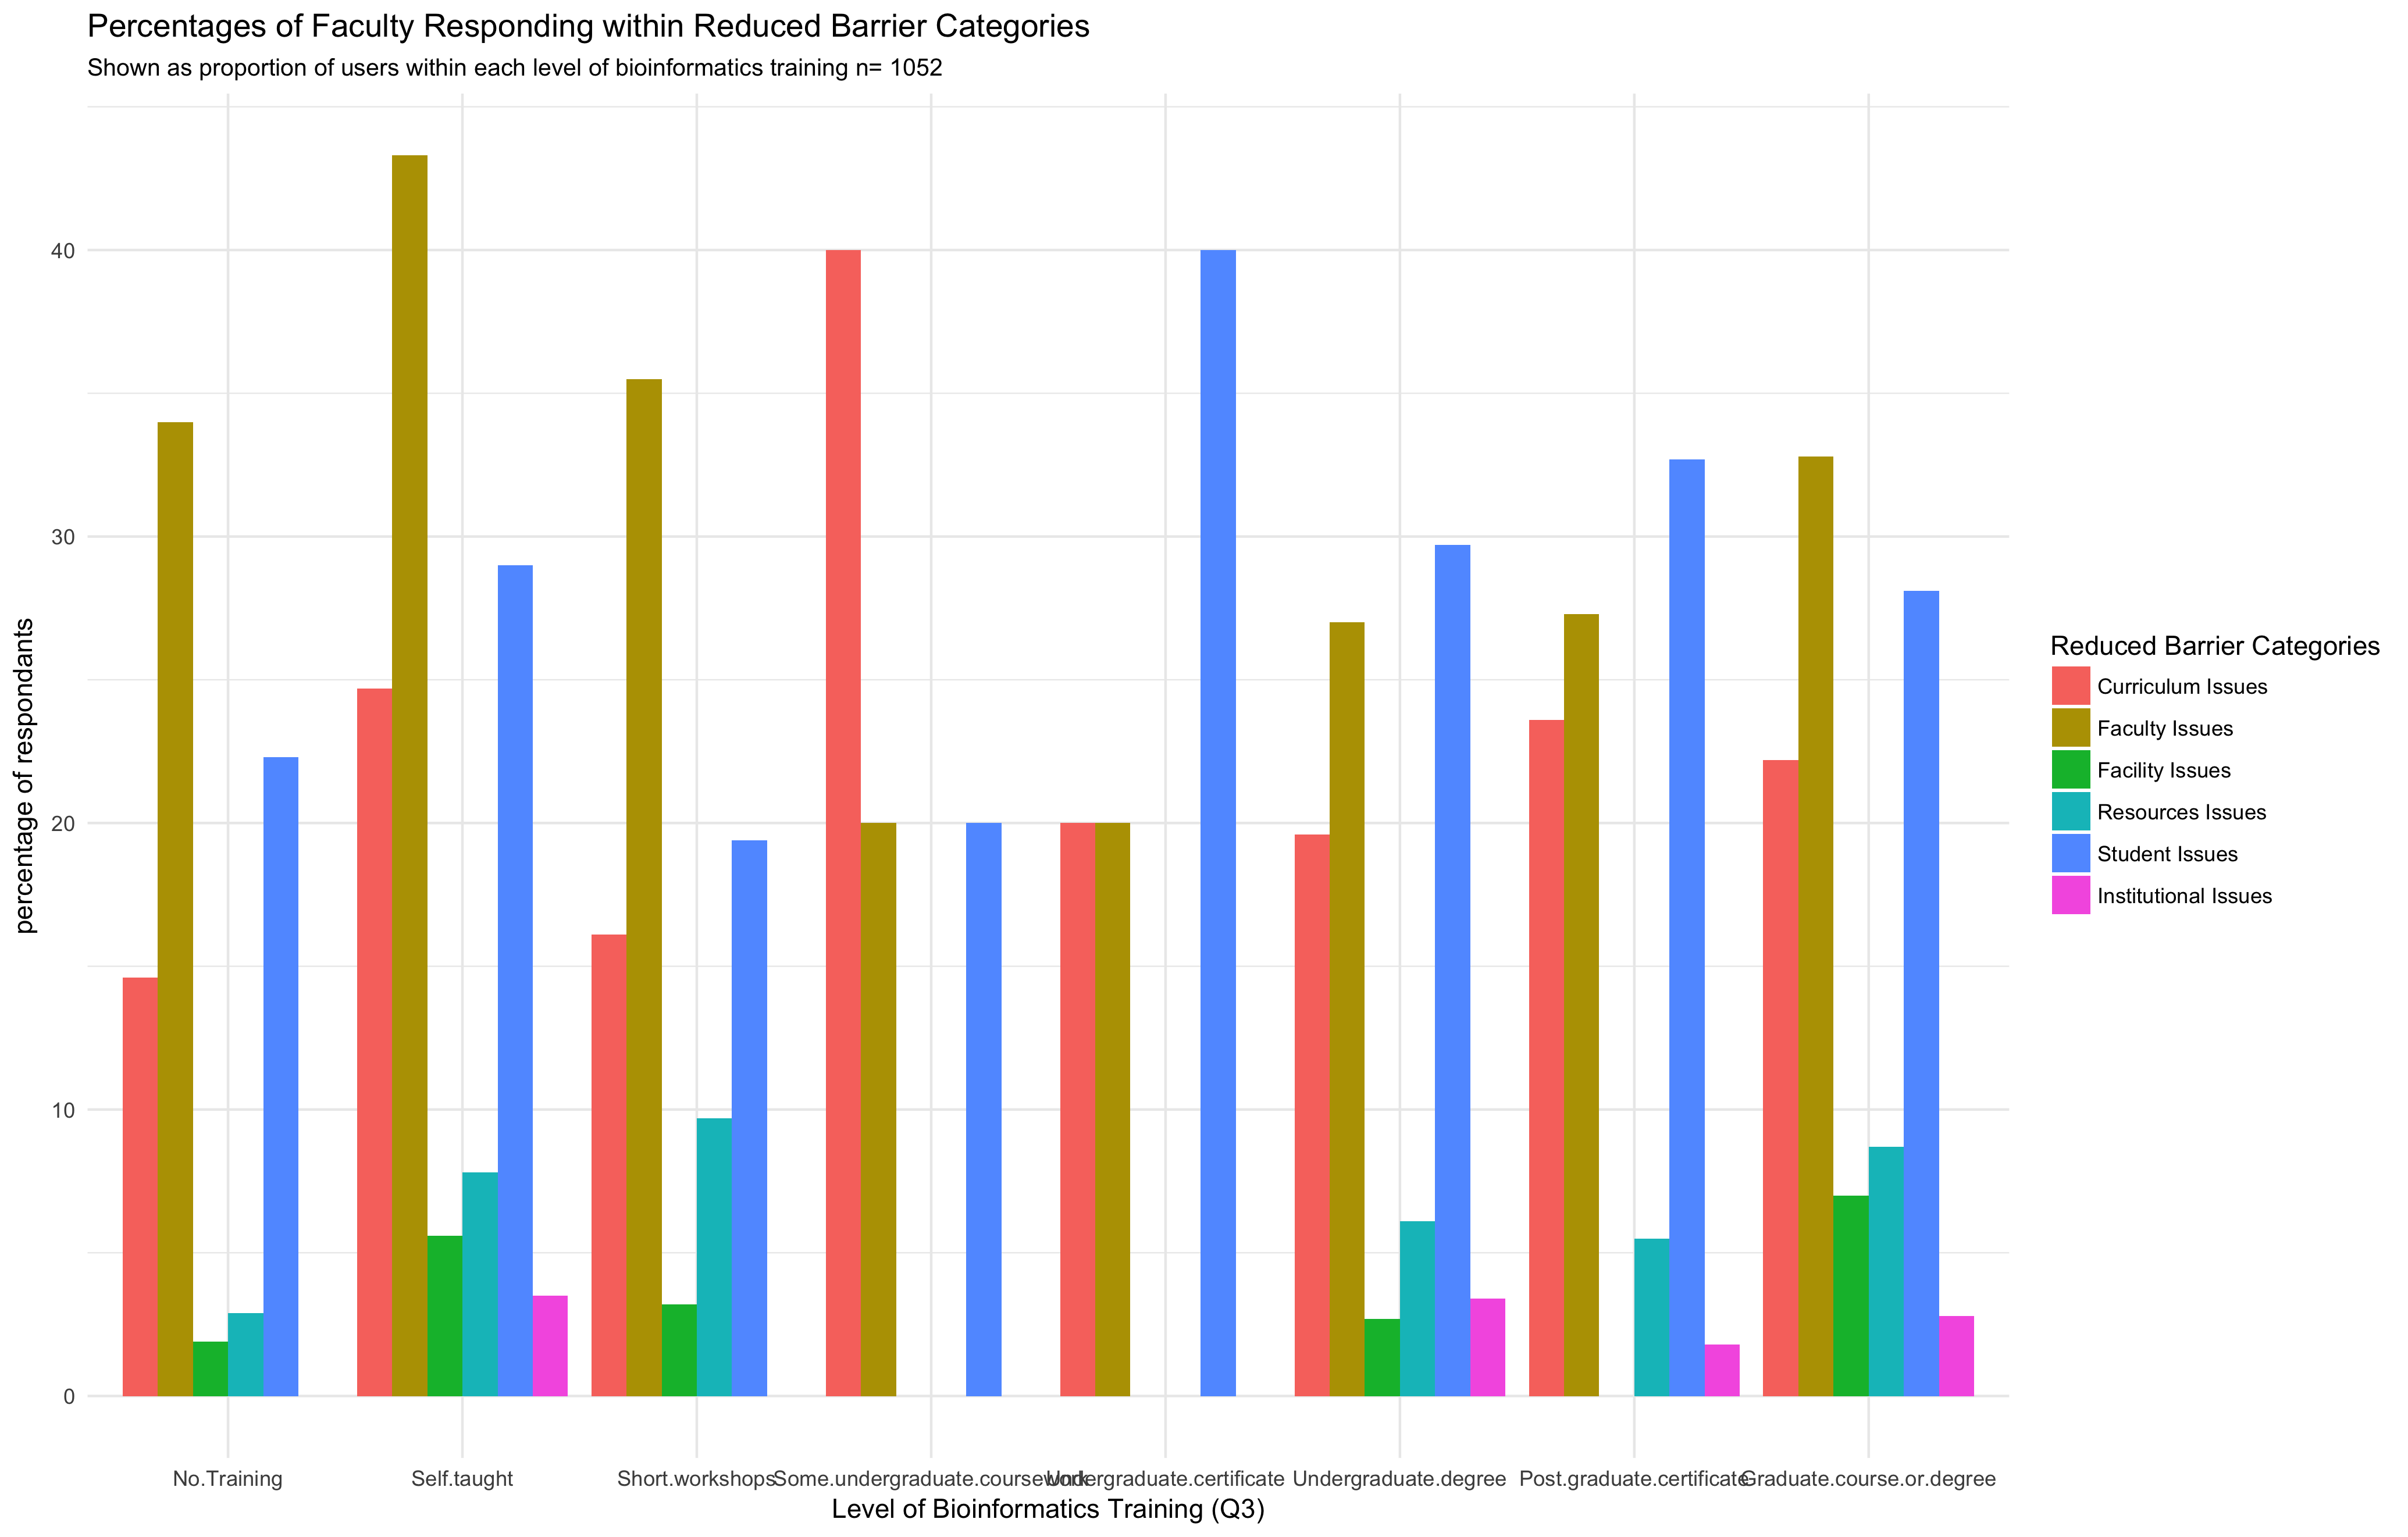 Percentages of Faculty Responding within Reduced Barrier Categories
Shown as proportion of users within each level of bioinformatics training n= 1052
percentage of respondants
40
30
20
10
0
No.Training
Self.taught
Short.workshops
Some.undergraduate.coursework
Undergraduate.certificate
Undergraduate.degree
Post.graduate.certificate
Graduate.course.or.degree
Level of Bioinformatics Training (Q3)
Reduced Barrier Categories
Curriculum Issues
Faculty Issues
Facility Issues
Resources Issues
Student Issues
Institutional Issues